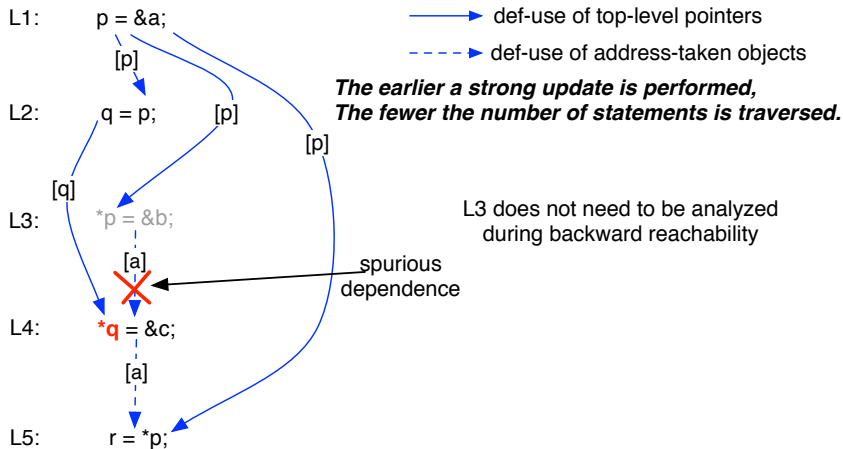 L1: p = &a;
def-use of top-level pointers
[p]
def-use of address-taken objects
The earlier a strong update is performed,
L2: q = p;
[p]
The fewer the number of statements is traversed.
[p]
[q]
L3: *p = &b;
L3 does not need to be analyzed
during backward reachability
[a]
spurious
dependence
L4: *q = &c;
[a]
L5: r = *p;